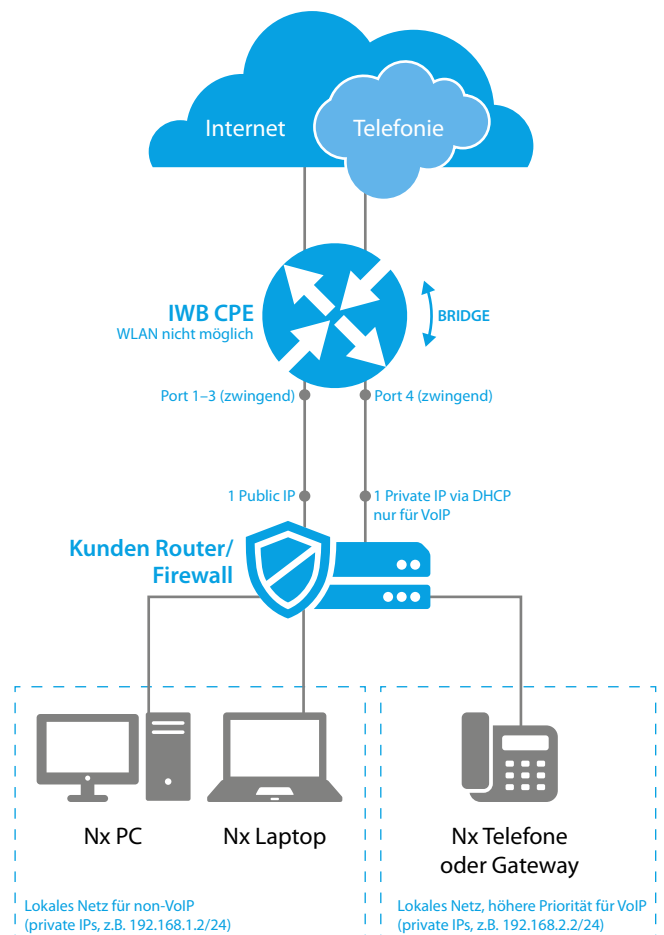 Internet
Telefonie
IWB CPE
WLAN nicht möglich
BRIDGE
Port 1–3 (zwingend)
Port 4 (zwingend)
1 Public IP
1 Private IP via DHCP
nur für VoIP
Kunden Router/
Firewall
Nx PC
Nx Laptop
Nx Telefone
oder Gateway
Lokales Netz für non-VoIP
(private IPs, z.B. 192.168.1.2/24)
Lokales Netz, höhere Priorität für VoIP
(private IPs, z.B. 192.168.2.2/24)